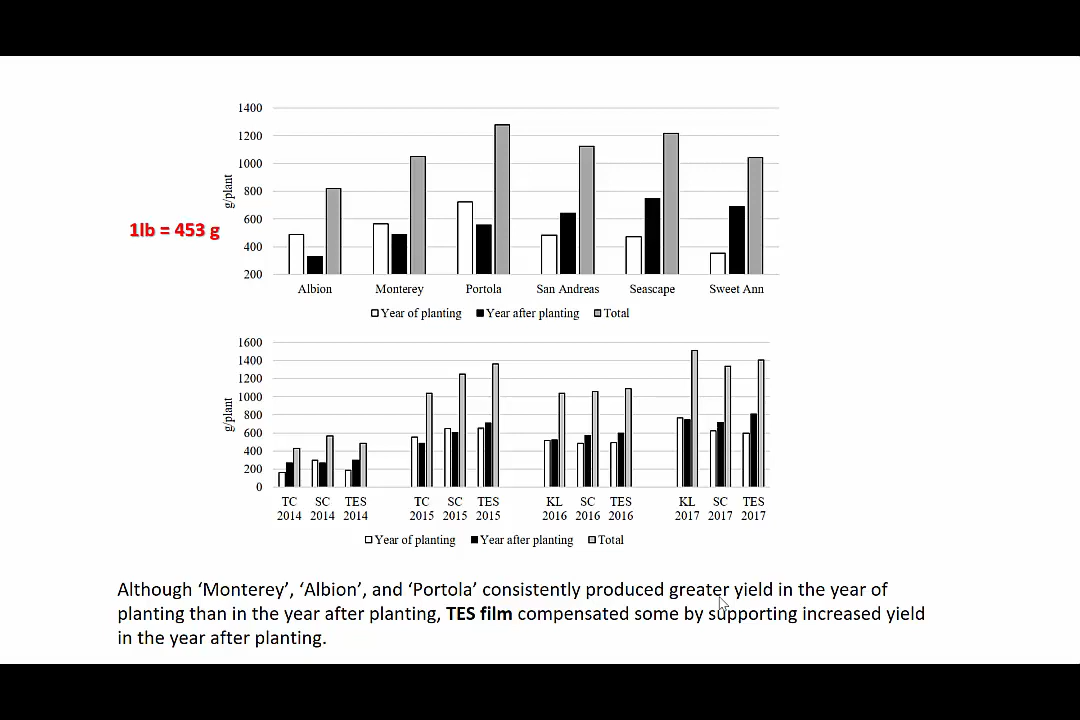 1400
1200
1000
800
600
400
200
g/plant
1lb = 453 g
Albion Monterey Portola San Andreas Seascape Sweet Ann
Year of planting Year after planting Total
1600
1400
1200
1000
800
600
400
200
0
g/plant
TC SC TES TC SC TES KL SC TES KL SC TES
2014 2014 2014 2015 2015 2015 2016 2016 2016 2017 2017 2017
Year of planting Year after planting Total
Although ‘Monterey’, ‘Albion’, and ‘Portola’ consistently produced greater yield in the year of
planting than in the year after planting, TES film compensated some by supporting increased yield
in the year after planting.